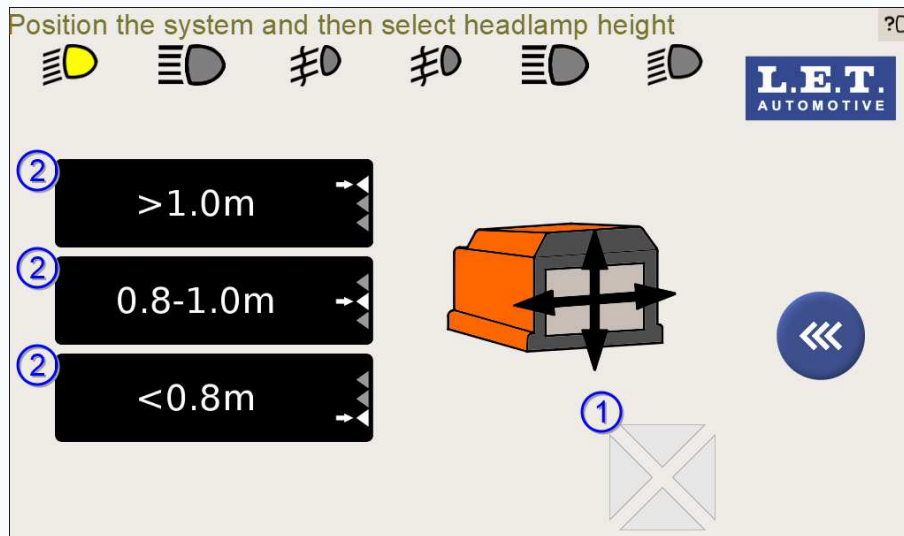 Position the system and then select headlamp height
?
L.E.T.
AUTOMOTIVE
2
>1.0m
2
0.8-1.0m
2
<0.8m
1